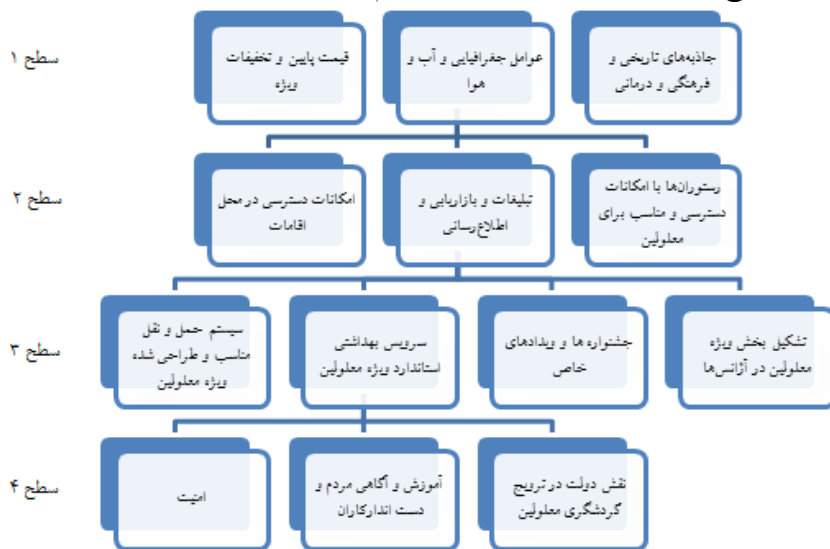 سطح ۱
جاذبه‌های تاریخی و
فرهنگی و درمانی
عوامل جغرافیایی و آب و
هوا
قیمت پایین و تخفیفات
ویژه
سطح ۲
رستوران‌ها با امکانات
دسترسی و مناسب برای
معلولین
تبلیغات و بازاریابی و
اطلاع‌رسانی
امکانات دسترسی در محل
اقامات
سطح ۳
تشکیل بخش ویژه
معلولین در آژانس‌ها
جشنواره ها و ویدادهای
خاص
سرویس بهداشتی
استاندارد ویژه معلولین
سیستم حمل و نقل
مناسب و طراحی شده
ویژه معلولین
سطح ۴
نقش دولت در ترویج
گردشگری معلولین
آموزش و آگاهی مردم و
دست اندارکاران
امنیت